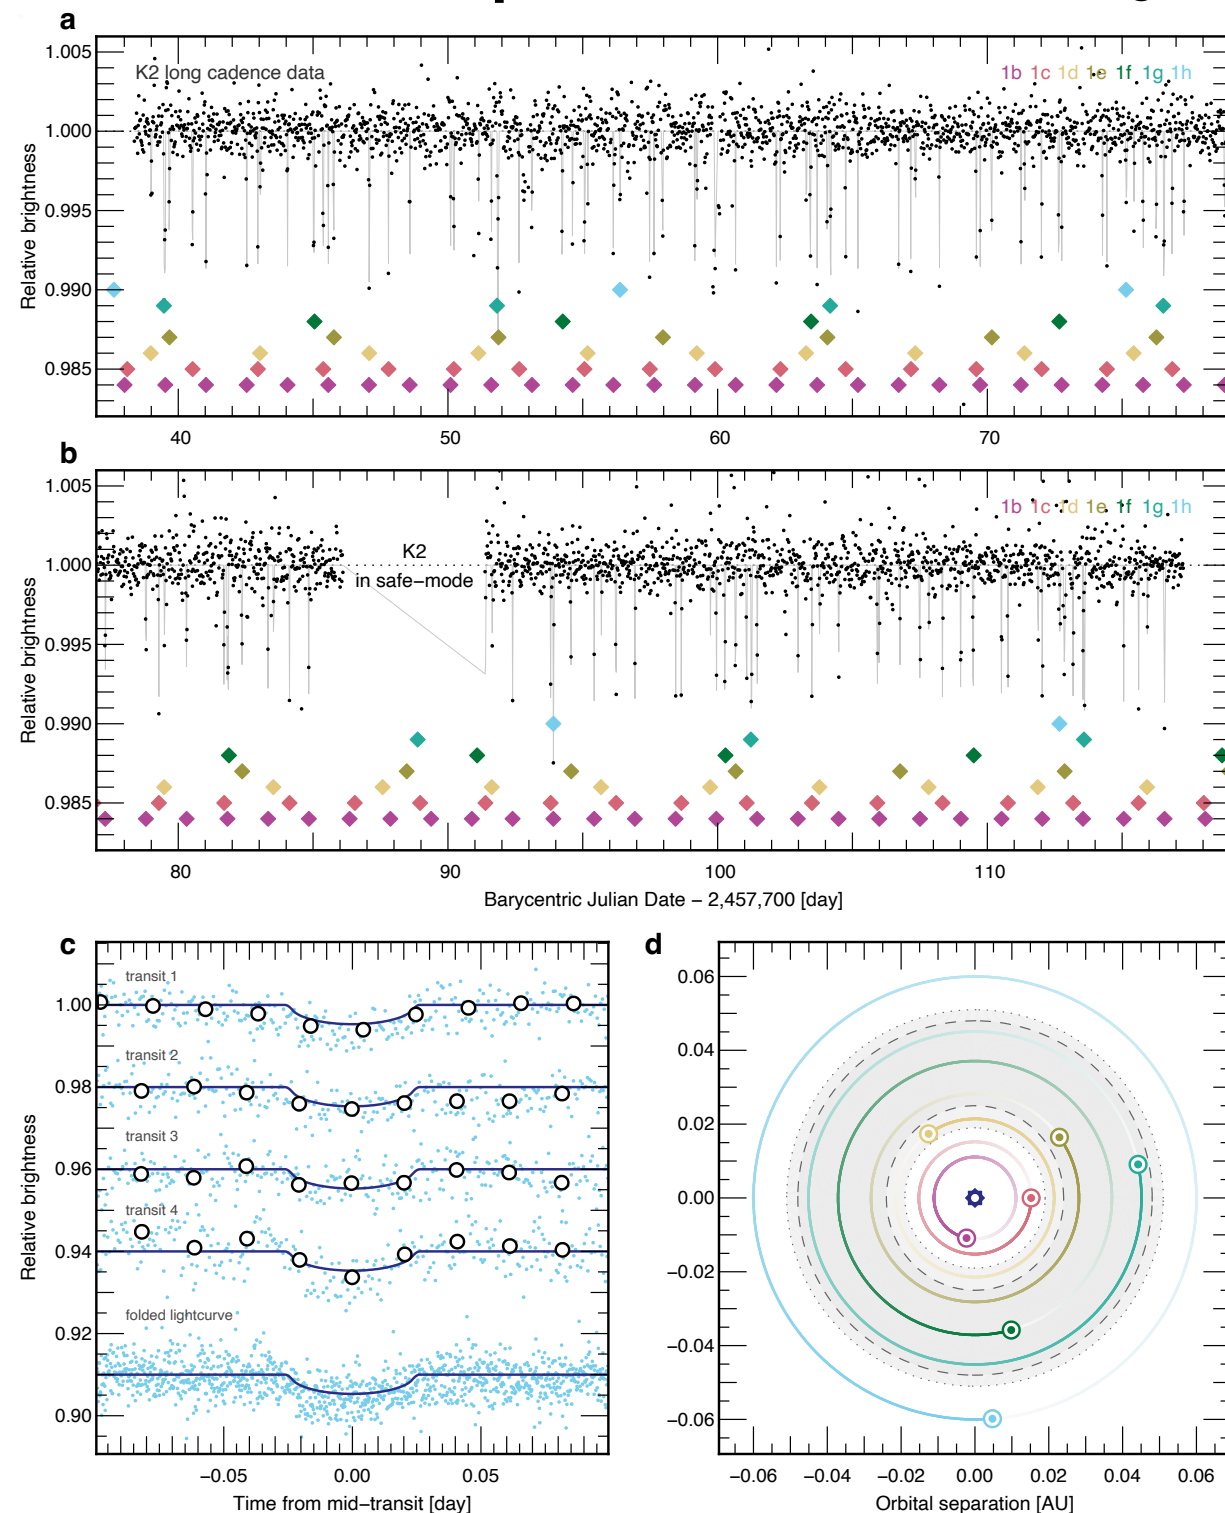 a
K2 long cadence data
1b 1c 1d 1e 1f 1g 1h
1.005
1.000
0.995
0.990
0.985
Relative brightness
40 50 60 70
b
1b 1c 1d 1e 1f 1g 1h
K2
in safe–mode
1.005
1.000
0.995
0.990
0.985
Relative brightness
80 90 100 110
Barycentric Julian Date – 2,457,700 [day]
c
transit 1
1.00
transit 2
0.98
transit 3
0.96
transit 4
0.94
folded lightcurve
0.92
0.90
Relative brightness
−0.05 0.00 0.05
Time from mid−transit [day]
d
0.06
0.04
0.02
0.00
−0.02
−0.04
−0.06
−0.06 −0.04 −0.02 0.00 0.02 0.04 0.06
Orbital separation [AU]